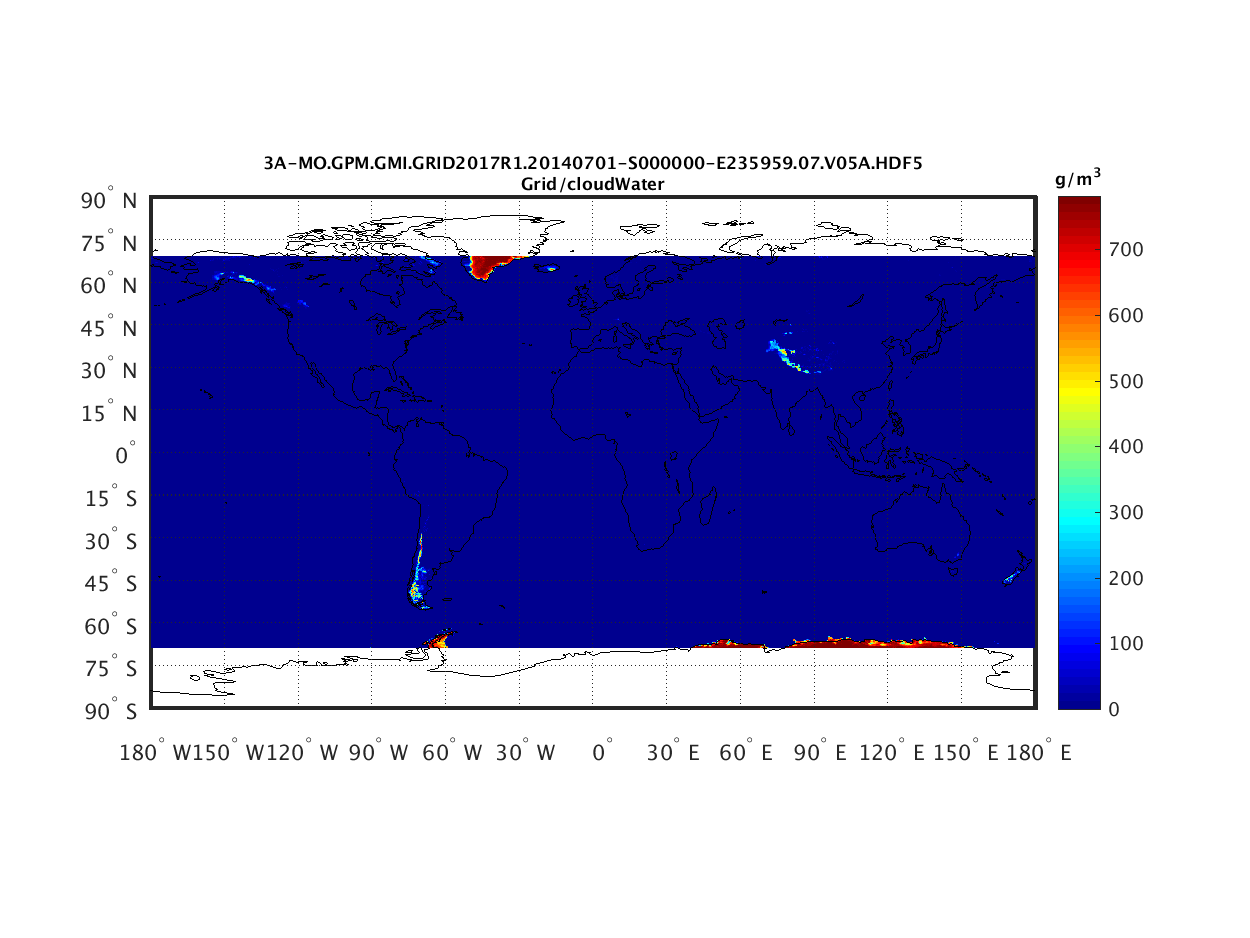 3A-MO.GPM.GMI.GRID2017R1.20140701-S000000-E235959.07.V05A.HDF5
Grid/cloudWater
g/m³
90° N
75° N
60° N
45° N
30° N
15° N
0°
15° S
30° S
45° S
60° S
75° S
90° S
700
600
500
400
300
200
100
0
180° W 150° W 120° W 90° W 60° W 30° W 0° 30° E 60° E 90° E 120° E 150° E 180° E